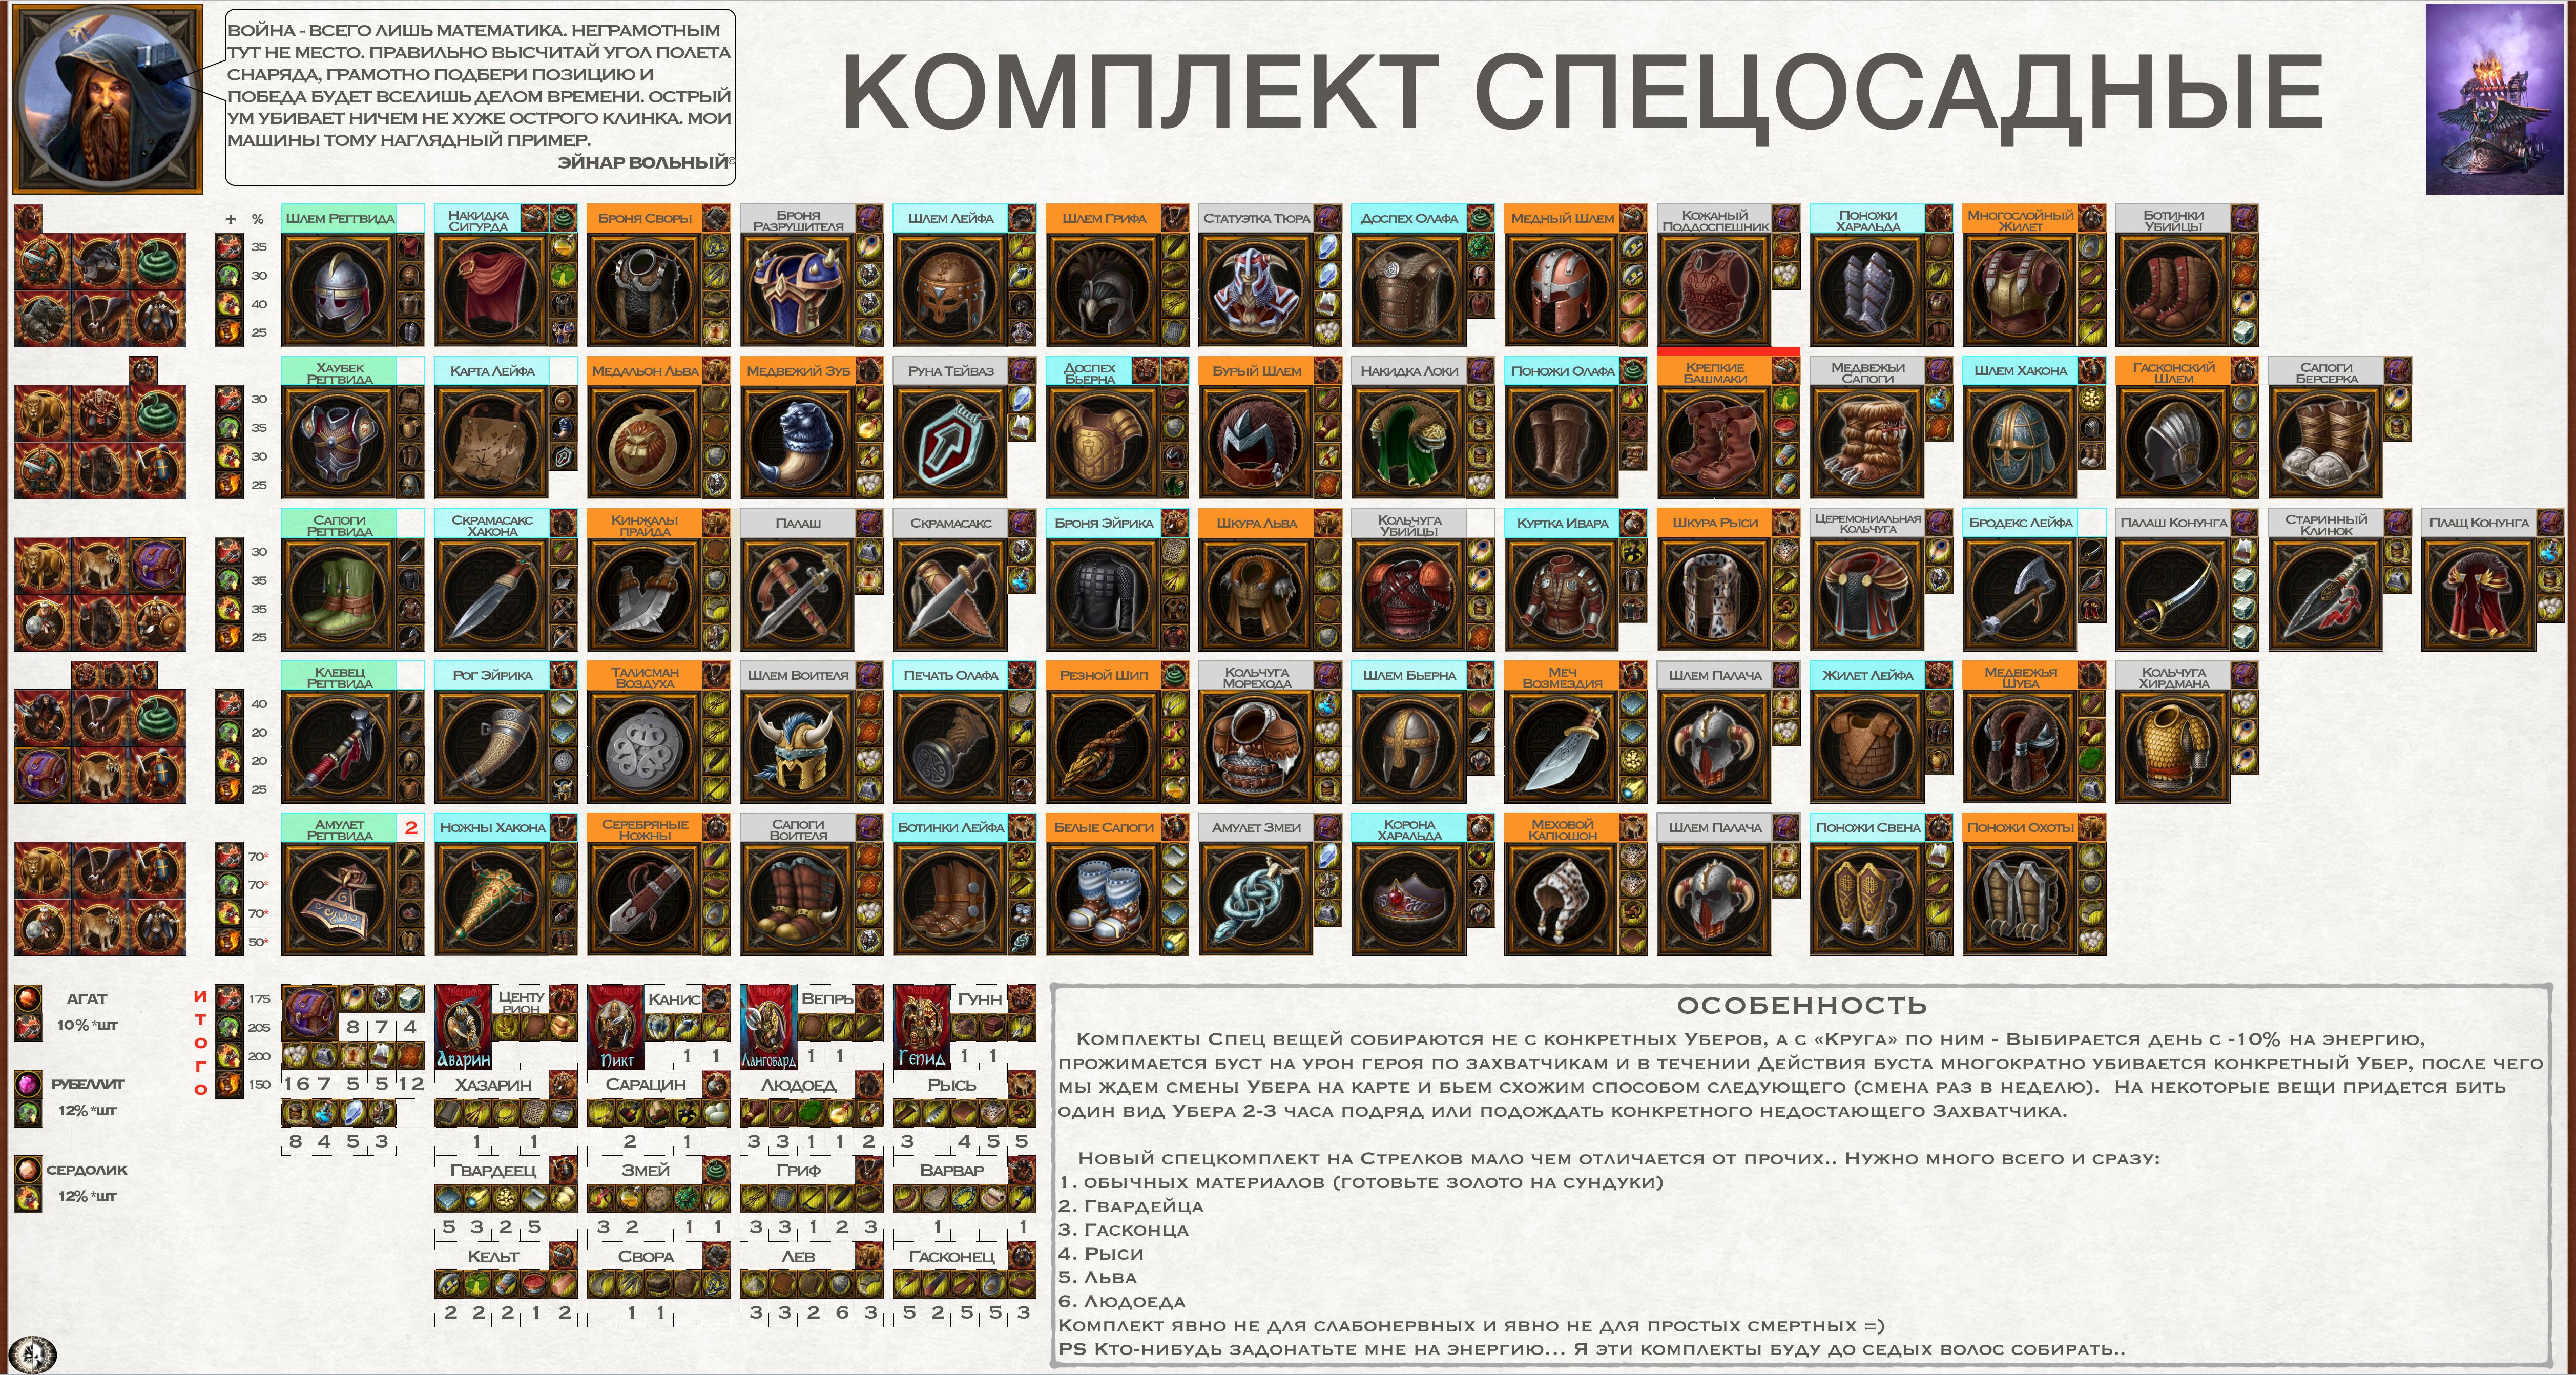 ВОЙНА - ВСЕГО ЛИШЬ МАТЕМАТИКА. НЕГРАМОТНЫМ
ТУТ НЕ МЕСТО. ПРАВИЛЬНО ВЫСЧИТАЙ УГОЛ ПОЛЕТА
СНАРЯДА, ГРАМОТНО ПОДБЕРИ ПОЗИЦИЮ И
ПОБЕДА БУДЕТ ВСЕЛИШЬ ДЕЛОМ ВРЕМЕНИ. ОСТРЫЙ
УМ УБИВАЕТ НИЧЕМ НЕ ХУЖЕ ОСТРОГО КЛИНКА. МОИ
МАШИНЫ ТОМУ НАГЛЯДНЫЙ ПРИМЕР.
ЭЙНАР ВОЛЬНЫЙ©
КОМПЛЕКТ СПЕЦОСАДНЫЕ
+ %
ШЛЕМ РЕГГВИДА
НАКИДКА СИГУРДА
БРОНЯ СВОРЫ
БРОНЯ РАЗРУШИТЕЛЯ
ШЛЕМ ЛЕЙФА
ШЛЕМ ГРИФА
СТАТУЭТКА ТЮРА
ДОСПЕХ ОЛАФА
МЕДНЫЙ ШЛЕМ
КОЖАНЫЙ ПОДДОСПЕШНИК
ПОНОЖИ ХАРАЛЬДА
МНОГОСЛОЙНЫЙ ЖИЛЕТ
БОТИНКИ УБИЙЦЫ
35
30
40
25
ХАУБЕК РЕГГВИДА
КАРТА ЛЕЙФА
МЕДАЛЬОН ЛЬВА
МЕДВЕЖИЙ ЗУБ
РУНА ТЕЙВАЗ
ДОСПЕХ БЬЕРНА
БУРЫЙ ШЛЕМ
НАКИДКА ЛОКИ
ПОНОЖИ ОЛАФА
КРЕПКИЕ БАШМАКИ
МЕДВЕЖЬИ САПОГИ
ШЛЕМ ХАКОНА
ГАСКОНСКИЙ ШЛЕМ
САПОГИ БЕРСЕРКА
30
35
30
25
САПОГИ РЕГГВИДА
СКРАМАСАКС ХАКОНА
КИНЖАЛЫ ПРАЙДА
ПАЛАШ
СКРАМАСАКС
БРОНЯ ЭЙРИКА
ШКУРА ЛЬВА
КОЛЬЧУГА УБИЙЦЫ
КУРТКА ИВАРА
ШКУРА РЫСИ
ЦЕРЕМОНИАЛЬНАЯ КОЛЬЧУГА
БРОДЕКС ЛЕЙФА
ПАЛАШ КОНУНГА
СТАРИННЫЙ КЛИНОК
ПЛАЩ КОНУНГА
30
35
35
25
КЛЕВЕЦ РЕГГВИДА
РОГ ЭЙРИКА
ТАЛИСМАН ВОЗДУХА
ШЛЕМ ВОИТЕЛЯ
ПЕЧАТЬ ОЛАФА
РЕЗНОЙ ШИП
КОЛЬЧУГА МОРЕХОДА
ШЛЕМ БЬЕРНА
МЕЧ ВОЗМЕЗДИЯ
ШЛЕМ ПАЛАЧА
ЖИЛЕТ ЛЕЙФА
МЕДВЕЖЬЯ ШУБА
КОЛЬЧУГА ХИРДМАНА
40
20
20
25
АМУЛЕТ РЕГГВИДА 2
НОЖНЫ ХАКОНА
СЕРЕБРЯНЫЕ НОЖНЫ
САПОГИ ВОИТЕЛЯ
БОТИНКИ ЛЕЙФА
БЕЛЫЕ САПОГИ
АМУЛЕТ ЗМЕИ
КОРОНА ХАРАЛЬДА
МЕХОВОЙ КАПЮШОН
ШЛЕМ ПАЛАЧА
ПОНОЖИ СВЕНА
ПОНОЖИ ОХОТЫ
70*
70*
70*
50*
АГАТ
10% *ШТ
РУБЕЛЛИТ
12% *ШТ
СЕРДОЛИК
12% *ШТ
ИТОГО
175
205
200
150
8 7 4
16 7 5 5 12
8 4 5 3
ЦЕНТУРИОН
АВАРИН
КАНИС
ПИКТ
1 1
ВЕПРЬ
ЛАНГОБАРД
1 1
ГУНН
ГЕПИД
1 1
ХАЗАРИН
1 1
САРАЦИН
2 1
ЛЮДОЕД
3 3 1 1 2
РЫСЬ
3 4 5 5
ГВАРДЕЕЦ
5 3 2 5
ЗМЕЙ
3 2 1 1
ГРИФ
3 3 1 2 3
ВАРВАР
1 1
КЕЛЬТ
2 2 2 1 2
СВОРА
1 1
ЛЕВ
3 3 2 6 3
ГАСКОНЕЦ
5 2 5 5 3
ОСОБЕННОСТЬ
КОМПЛЕКТЫ СПЕЦ ВЕЩЕЙ СОБИРАЮТСЯ НЕ С КОНКРЕТНЫХ УБЕРОВ, А С «КРУГА» ПО НИМ - ВЫБИРАЕТСЯ ДЕНЬ С -10% НА ЭНЕРГИЮ,
ПРОЖИМАЕТСЯ БУСТ НА УРОН ГЕРОЯ ПО ЗАХВАТЧИКАМ И В ТЕЧЕНИИ ДЕЙСТВИЯ БУСТА МНОГОКРАТНО УБИВАЕТСЯ КОНКРЕТНЫЙ УБЕР, ПОСЛЕ ЧЕГО
МЫ ЖДЕМ СМЕНЫ УБЕРА НА КАРТЕ И БЬЕМ СХОЖИМ СПОСОБОМ СЛЕДУЮЩЕГО (СМЕНА РАЗ В НЕДЕЛЮ). НА НЕКОТОРЫЕ ВЕЩИ ПРИДЕТСЯ БИТЬ
ОДИН ВИД УБЕРА 2-3 ЧАСА ПОДРЯД ИЛИ ПОДОЖДАТЬ КОНКРЕТНОГО НЕДОСТАЮЩЕГО ЗАХВАТЧИКА.
НОВЫЙ СПЕЦКОМПЛЕКТ НА СТРЕЛКОВ МАЛО ЧЕМ ОТЛИЧАЕТСЯ ОТ ПРОЧИХ.. НУЖНО МНОГО ВСЕГО И СРАЗУ:
1. ОБЫЧНЫХ МАТЕРИАЛОВ (ГОТОВЬТЕ ЗОЛОТО НА СУНДУКИ)
2. ГВАРДЕЙЦА
3. ГАСКОНЦА
4. РЫСИ
5. ЛЬВА
6. ЛЮДОЕДА
КОМПЛЕКТ ЯВНО НЕ ДЛЯ СЛАБОНЕРВНЫХ И ЯВНО НЕ ДЛЯ ПРОСТЫХ СМЕРТНЫХ =)
PS КТО-НИБУДЬ ЗАДОНАТЬТЕ МНЕ НА ЭНЕРГИЮ... Я ЭТИ КОМПЛЕКТЫ БУДУ ДО СЕДЫХ ВОЛОС СОБИРАТЬ..